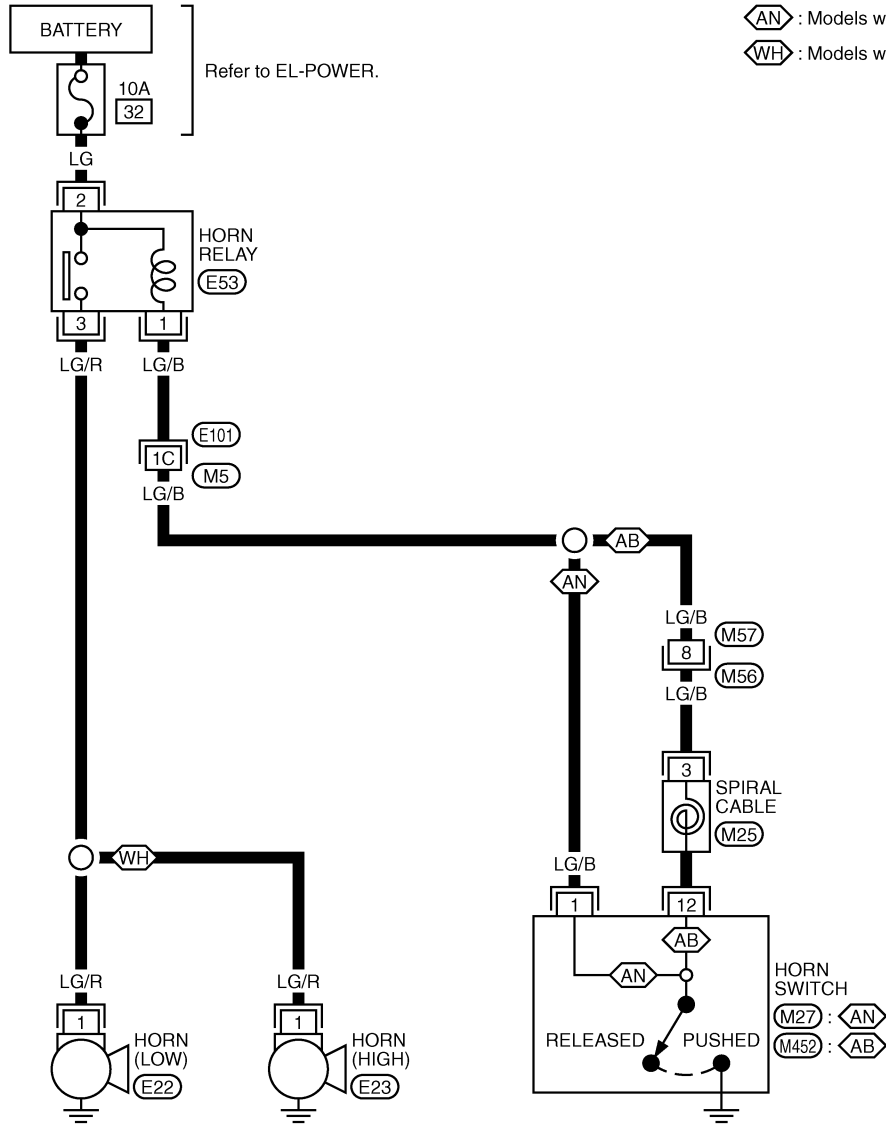 BATTERY
AN : Models w
WH : Models w
Refer to EL-POWER.
10A
32
LG
2
HORN
RELAY
E53
3
1
LG/R
LG/B
E101
1C
M5
LG/B
AB
AN
LG/B
M57
8
M56
LG/B
3
SPIRAL
CABLE
M25
WH
LG/B
1
12
AB
AN
HORN
SWITCH
M27 : AN
M452 : AB
RELEASED
PUSHED
LG/R
LG/R
1
1
HORN
(LOW)
E22
HORN
(HIGH)
E23